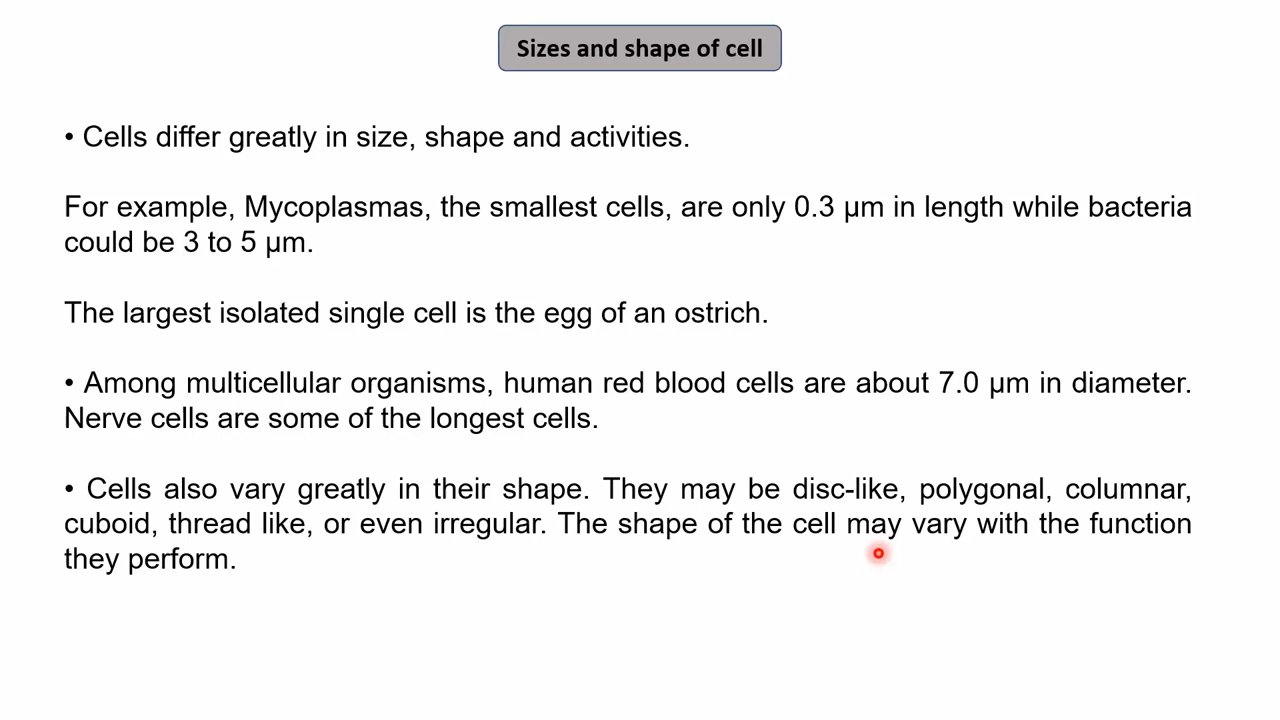 Sizes and shape of cell
• Cells differ greatly in size, shape and activities.
For example, Mycoplasmas, the smallest cells, are only 0.3 µm in length while bacteria
could be 3 to 5 µm.
The largest isolated single cell is the egg of an ostrich.
• Among multicellular organisms, human red blood cells are about 7.0 µm in diameter.
Nerve cells are some of the longest cells.
• Cells also vary greatly in their shape. They may be disc-like, polygonal, columnar,
cuboid, thread like, or even irregular. The shape of the cell may vary with the function
they perform.